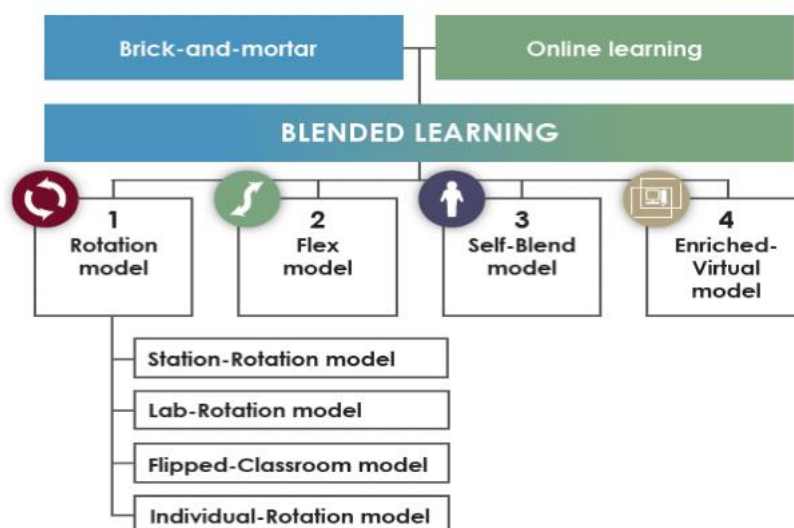 Brick-and-mortar
Online learning
BLENDED LEARNING
1
Rotation
model
2
Flex
model
3
Self-Blend
model
4
Enriched-
Virtual
model
Station-Rotation model
Lab-Rotation model
Flipped-Classroom model
Individual-Rotation model